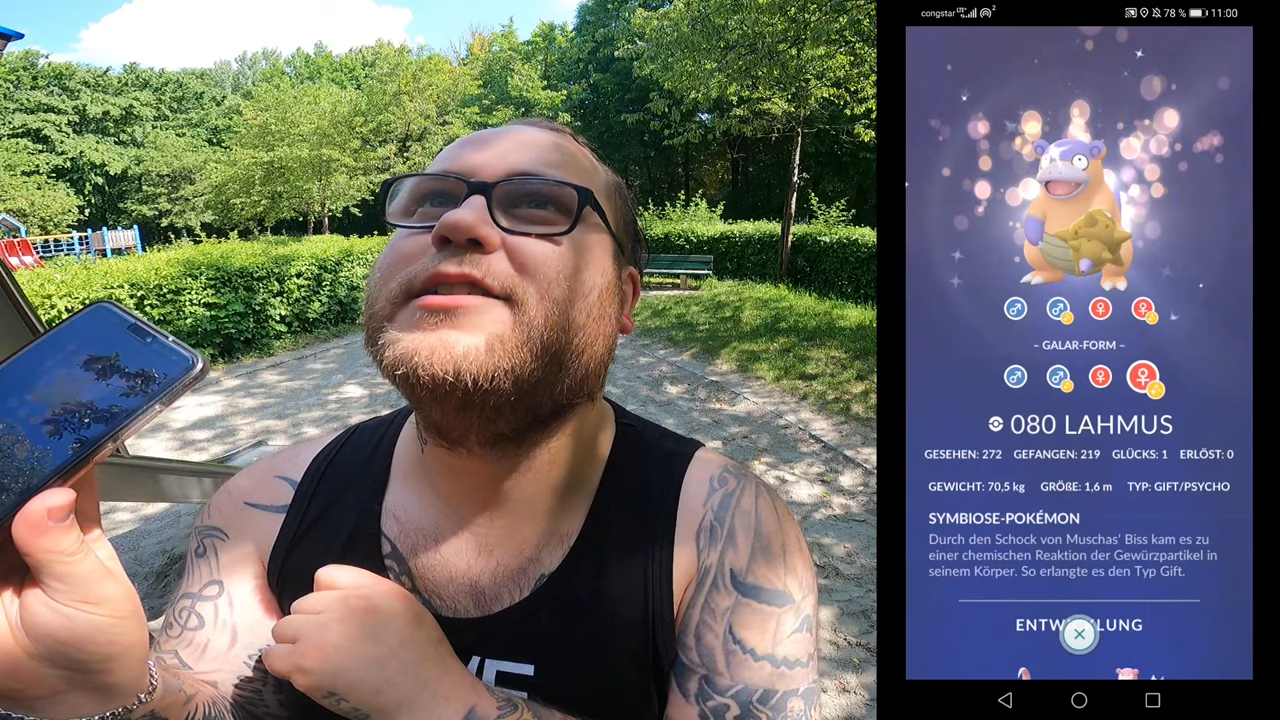 congstar 2 78 % 11:00
– GALAR-FORM –
080 LAHMUS
GESEHEN: 272 GEFANGEN: 219 GLÜCKS: 1 ERLÖST: 0
GEWICHT: 70,5 kg GRÖßE: 1,6 m TYP: GIFT/PSYCHO
SYMBIOSE-POKÉMON
Durch den Schock von Muschas' Biss kam es zu
einer chemischen Reaktion der Gewürzpartikel in
seinem Körper. So erlangte es den Typ Gift.